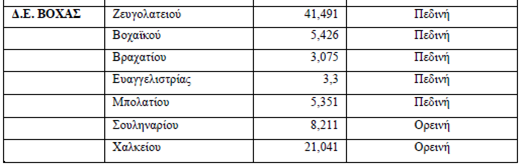 Δ.Ε. ΒΟΧΑΣ Ζευγολατειού 41,491 Πεδινή
Βοχαϊκού 5,426 Πεδινή
Βραχατίου 3,075 Πεδινή
Ευαγγελιστρίας 3,3 Πεδινή
Μπολατίου 5,351 Πεδινή
Σουληναρίου 8,211 Ορεινή
Χαλκείου 21,041 Ορεινή